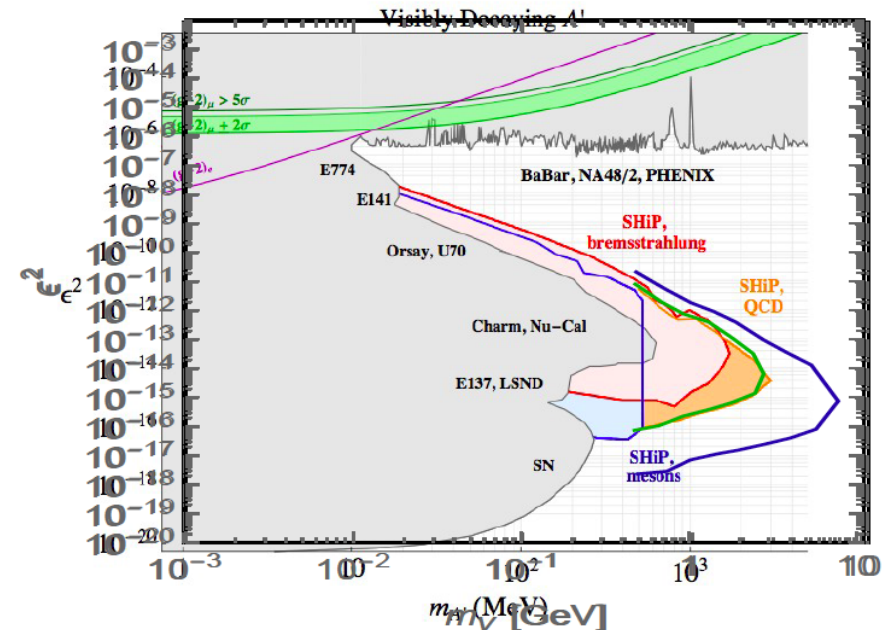 Visibly Decaying A'
10⁻³
10⁻⁴
(g−2)μ > 5σ
10⁻⁵
(g−2)μ ± 2σ
10⁻⁶
10⁻⁷
E774
BaBar, NA48/2, PHENIX
(g−2)e
10⁻⁸
E141
10⁻⁹
SHiP,
bremsstrahlung
10⁻¹⁰
Orsay, U70
10⁻¹¹
ϵ²
SHiP,
QCD
10⁻¹²
Charm, Nu−Cal
10⁻¹³
10⁻¹⁴
E137, LSND
10⁻¹⁵
10⁻¹⁶
SHiP,
mesons
10⁻¹⁷
SN
10⁻¹⁸
10⁻¹⁹
10⁻²⁰
10⁻³ 10⁻² 10⁻¹ 1 10
10 10² 10³
mA' (MeV)
mV [GeV]